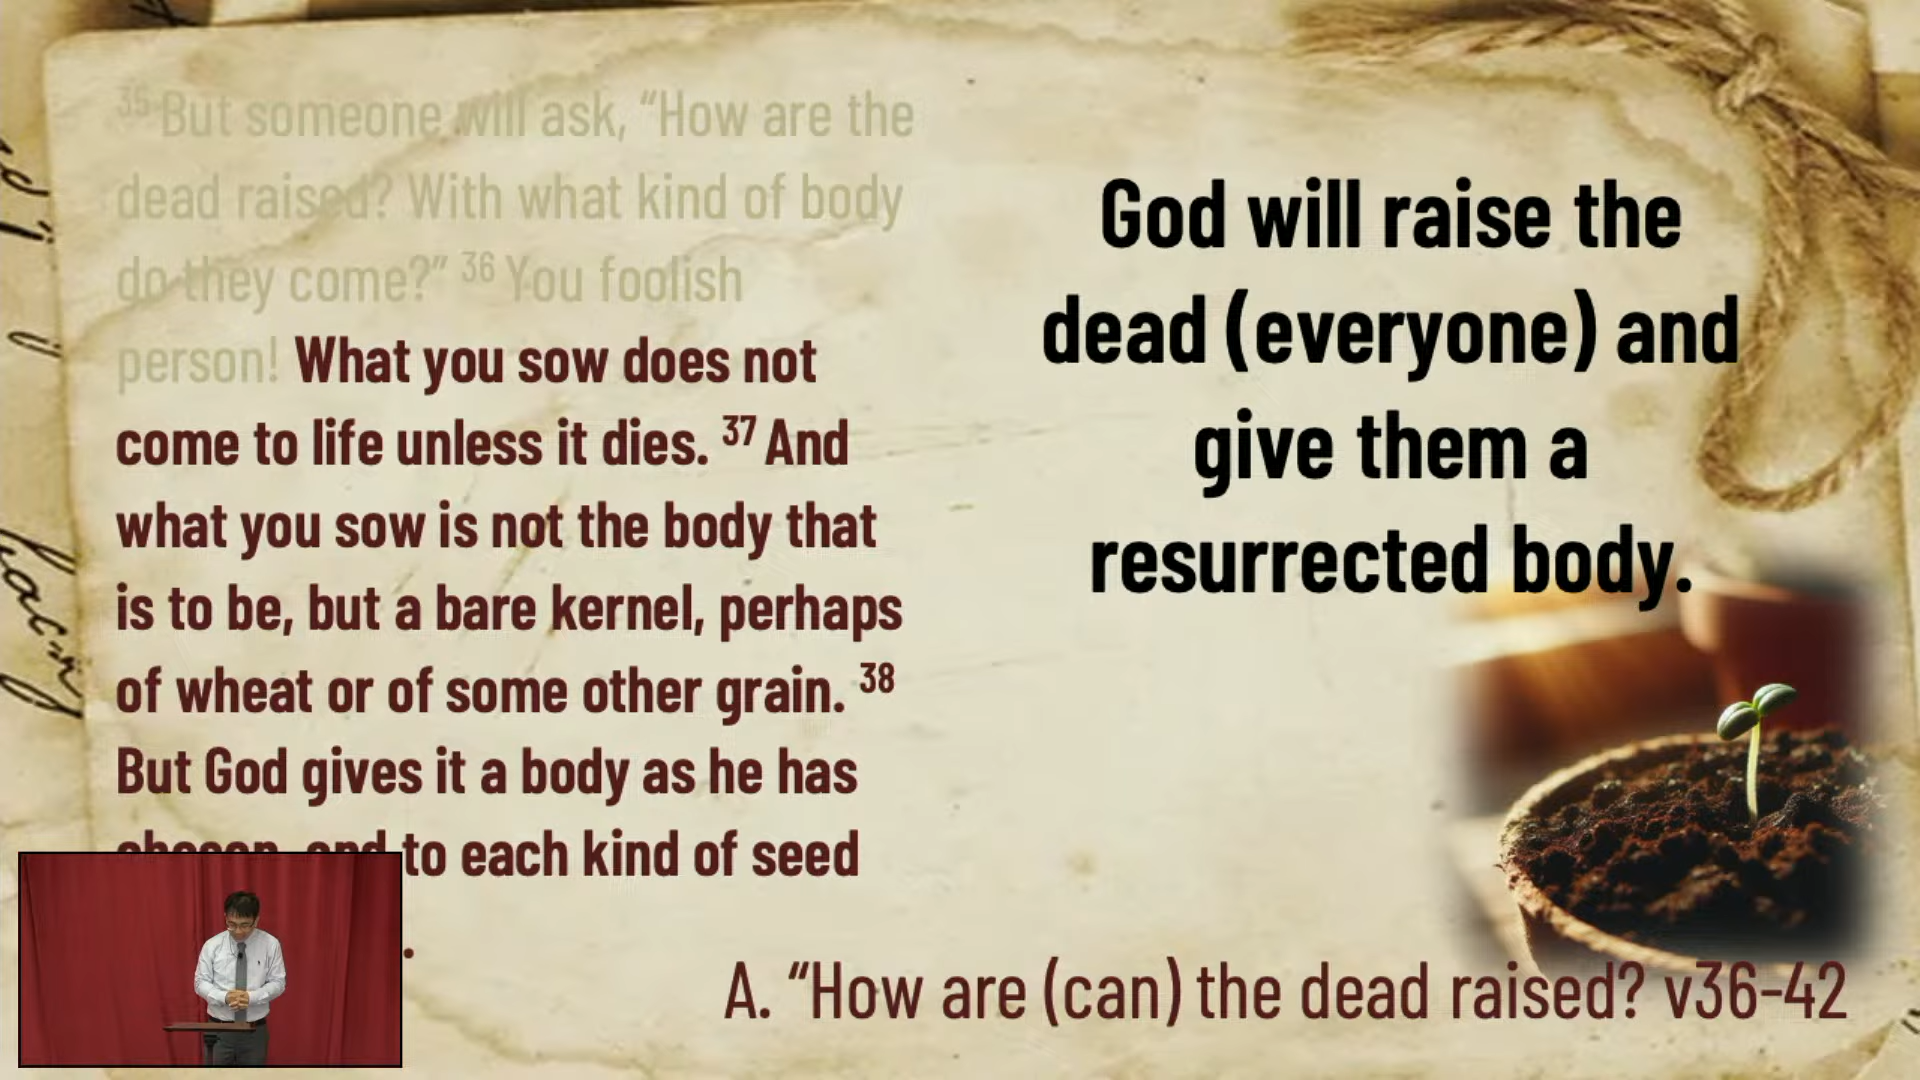 35 But someone will ask, “How are the
dead raised? With what kind of body
do they come?” 36 You foolish
person! What you sow does not
come to life unless it dies. 37 And
what you sow is not the body that
is to be, but a bare kernel, perhaps
of wheat or of some other grain. 38
But God gives it a body as he has
chosen, and to each kind of seed
.
God will raise the
dead (everyone) and
give them a
resurrected body.
A. “How are (can) the dead raised? v36-42